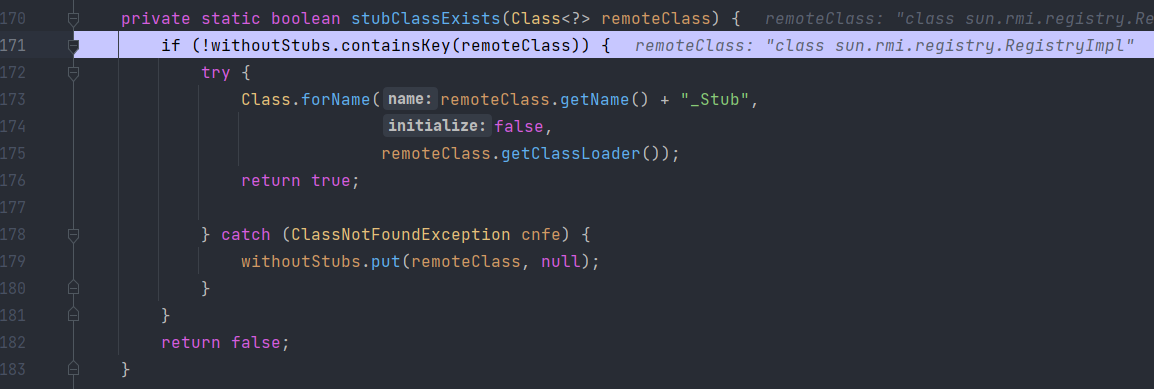 170 private static boolean stubClassExists(Class<?> remoteClass) { remoteClass: "class sun.rmi.registry.Re
171 if (!withoutStubs.containsKey(remoteClass)) { remoteClass: "class sun.rmi.registry.RegistryImpl"
172 try {
173 Class.forName( name: remoteClass.getName() + "_Stub",
174 initialize: false,
175 remoteClass.getClassLoader());
176 return true;
177
178 } catch (ClassNotFoundException cnfe) {
179 withoutStubs.put(remoteClass, null);
180 }
181 }
182 return false;
183 }